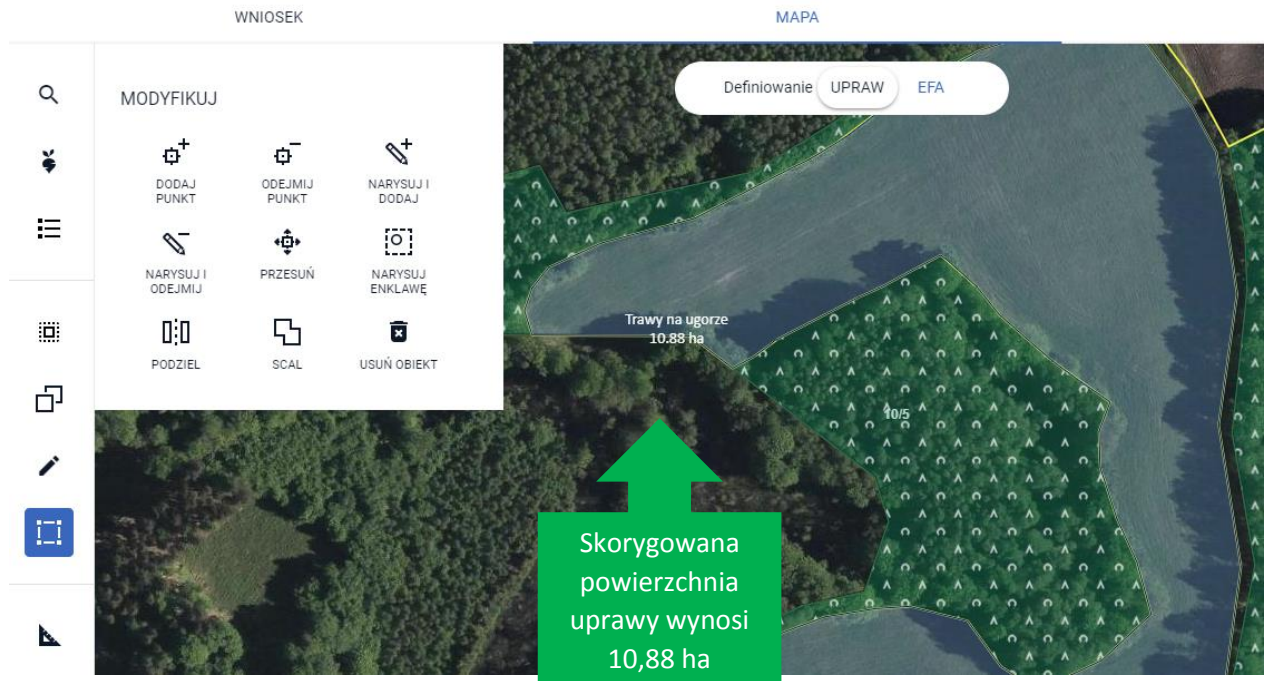 WNIOSEK
MAPA
MODYFIKUJ
DODAJ
PUNKT
ODEJMIJ
PUNKT
NARYSUJ I
DODAJ
NARYSUJ I
ODEJMIJ
PRZESUŃ
NARYSUJ
ENKLAWĘ
PODZIEL
SCAL
USUŃ OBIEKT
Definiowanie UPRAW EFA
Trawy na ugorze
10.88 ha
10/5
Skorygowana
powierzchnia
uprawy wynosi
10,88 ha